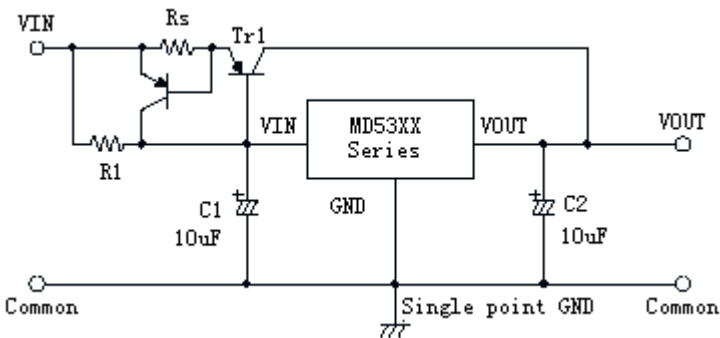 VIN
Rs
Tr1
VIN
MD53XX
Series
VOUT
VOUT
R1
C1
10uF
GND
C2
10uF
Common
Single point GND
Common